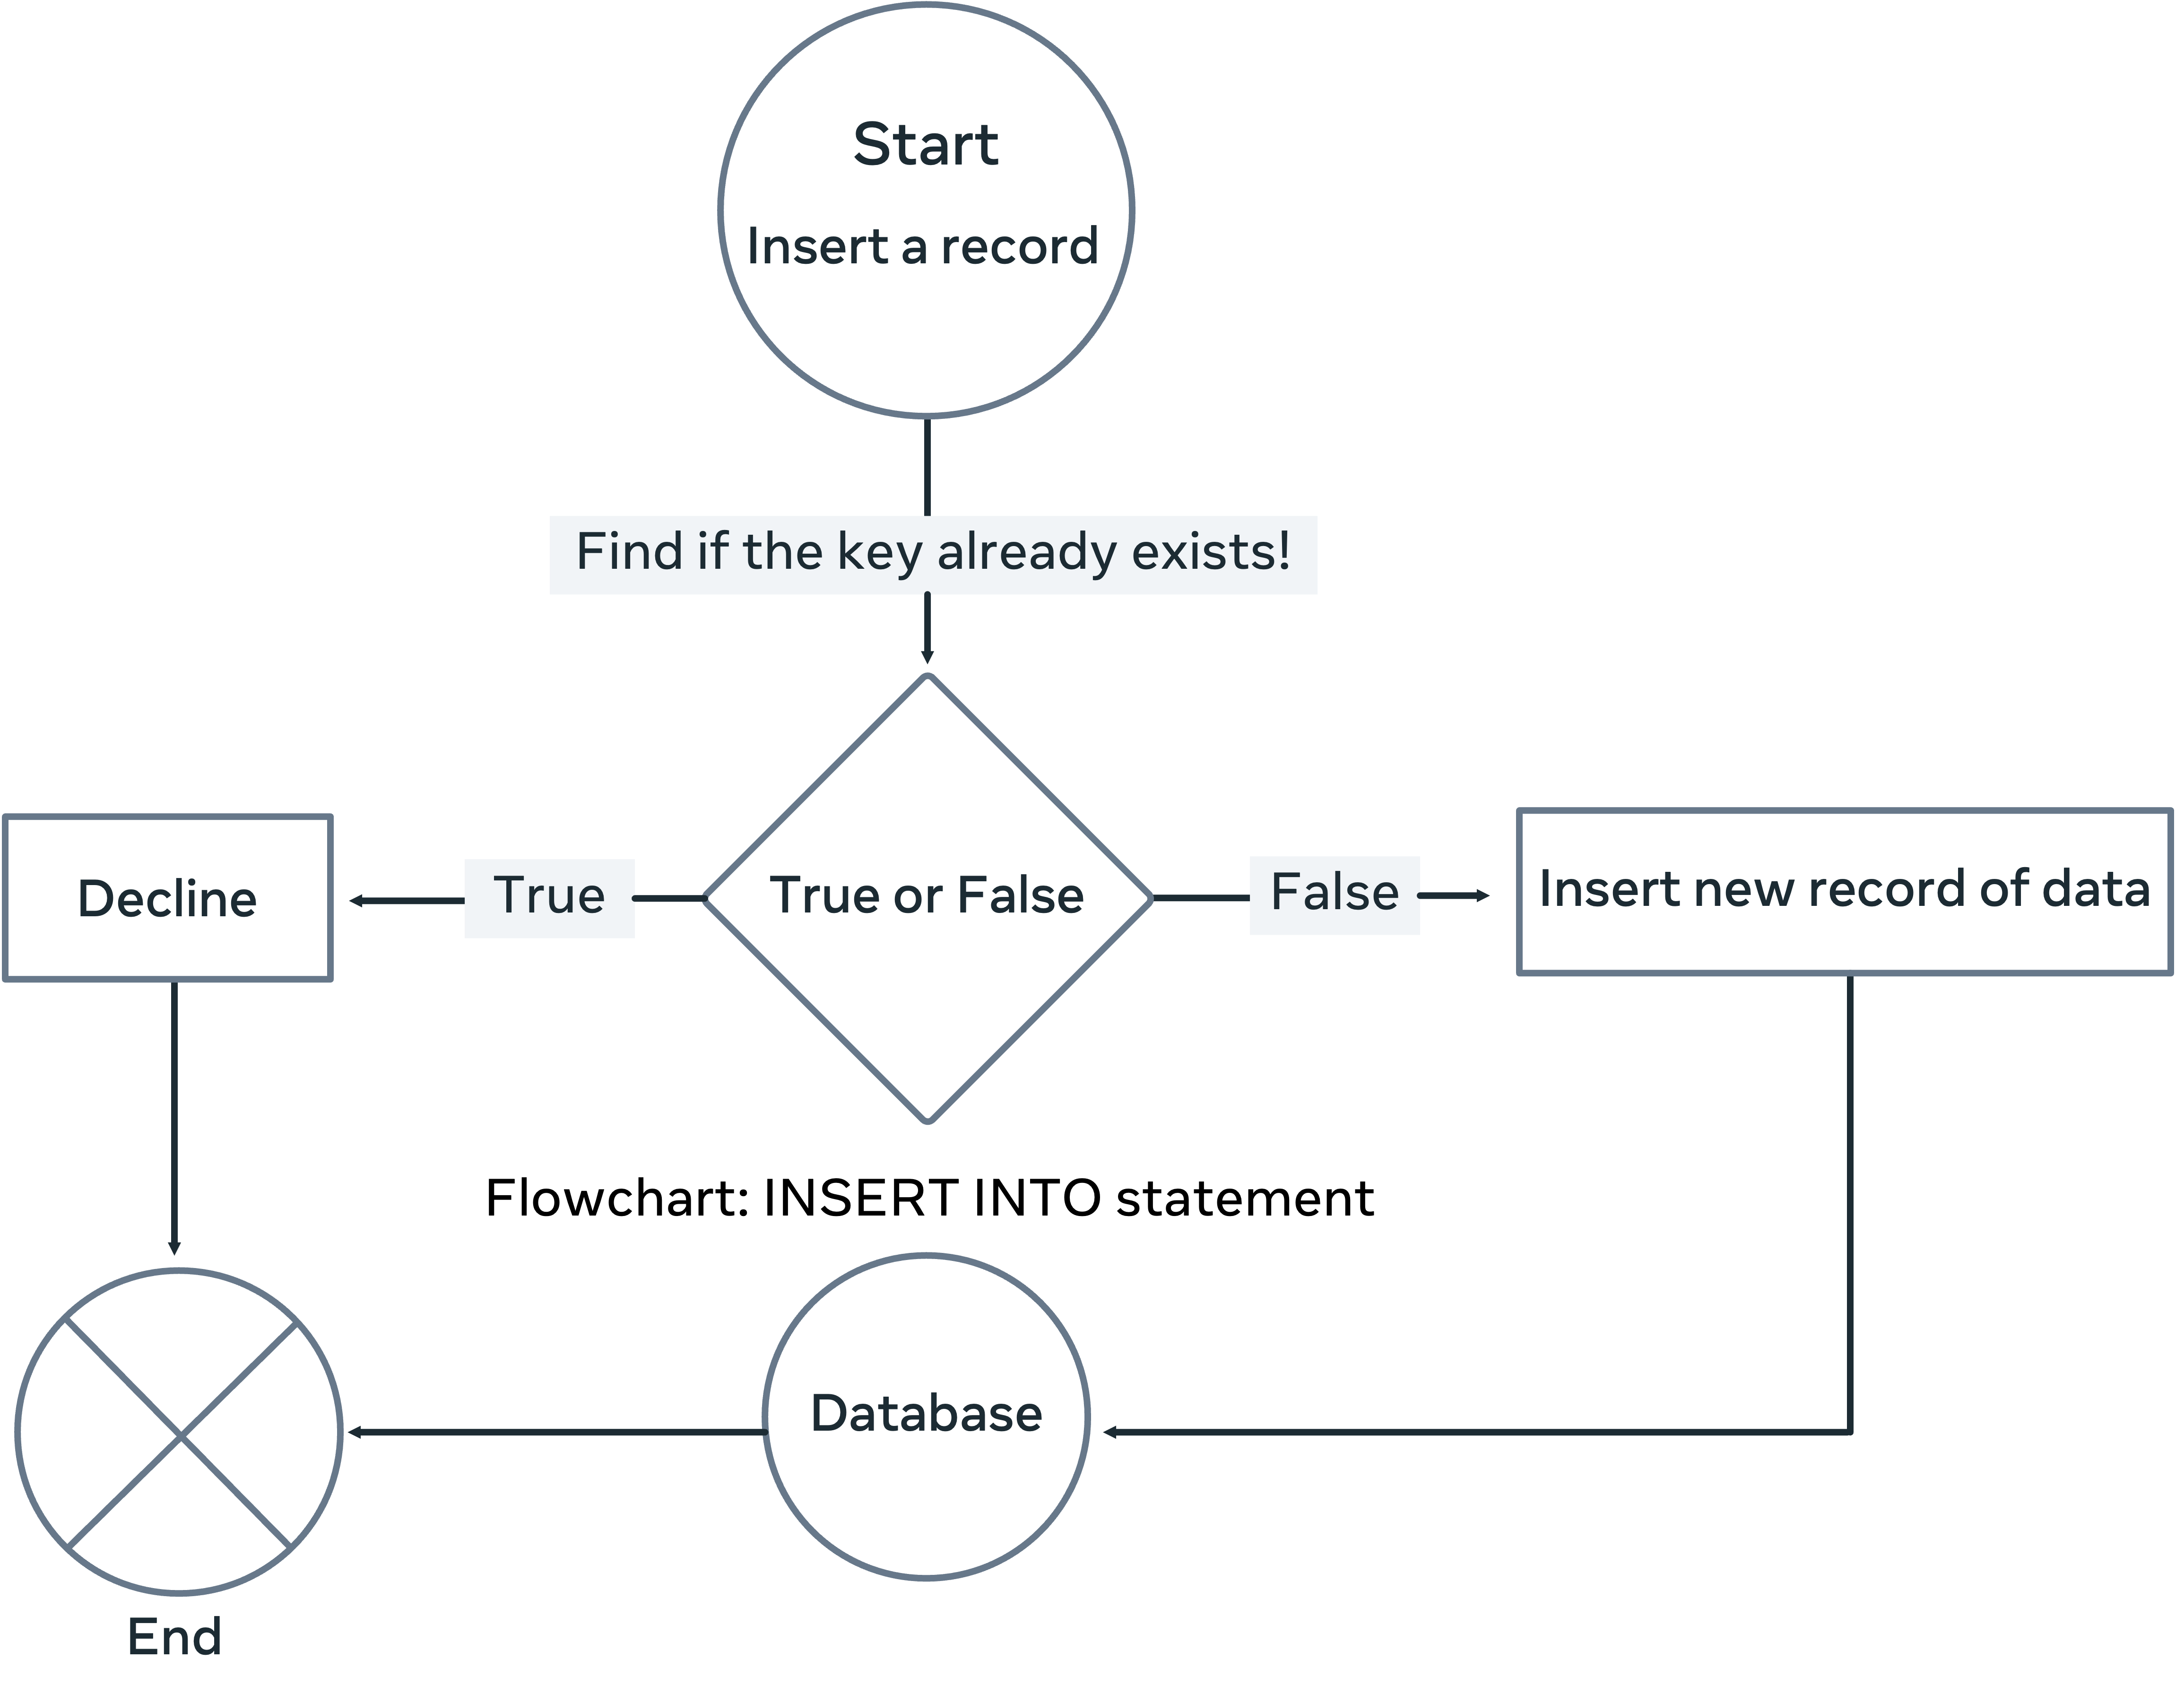 Start
Insert a record
Find if the key already exists!
Decline
True
True or False
False
Insert new record of data
Flowchart: INSERT INTO statement
Database
End